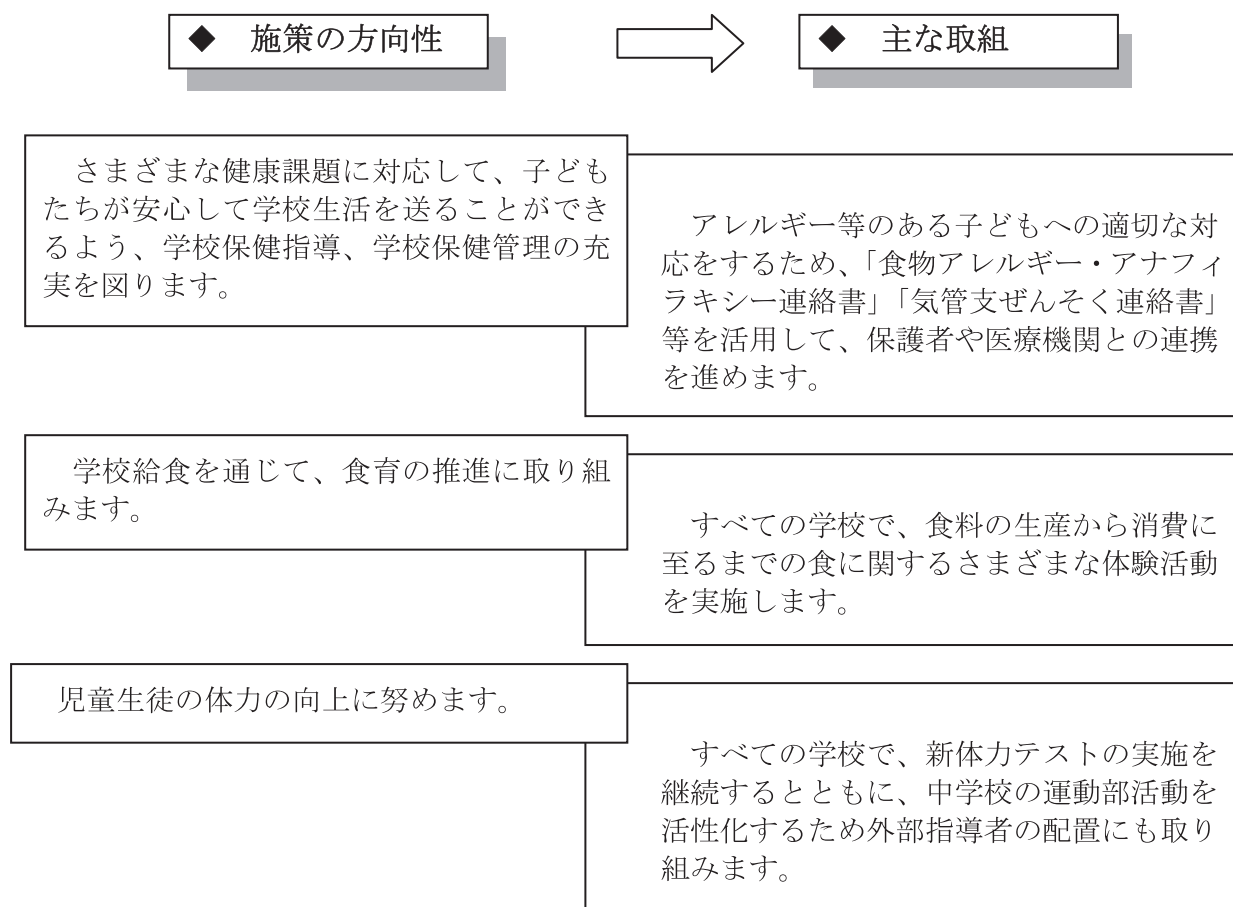 ◆ 施策の方向性
◆ 主な取組
さまざまな健康課題に対応して、子ども
たちが安心して学校生活を送ることができ
るよう、学校保健指導、学校保健管理の充
実を図ります。
アレルギー等のある子どもへの適切な対
応をするため、「食物アレルギー・アナフィ
ラキシー連絡書」「気管支ぜんそく連絡書」
等を活用して、保護者や医療機関との連携
を進めます。
学校給食を通じて、食育の推進に取り組
みます。
すべての学校で、食料の生産から消費に
至るまでの食に関するさまざまな体験活動
を実施します。
児童生徒の体力の向上に努めます。
すべての学校で、新体力テストの実施を
継続するとともに、中学校の運動部活動を
活性化するため外部指導者の配置にも取り
組みます。